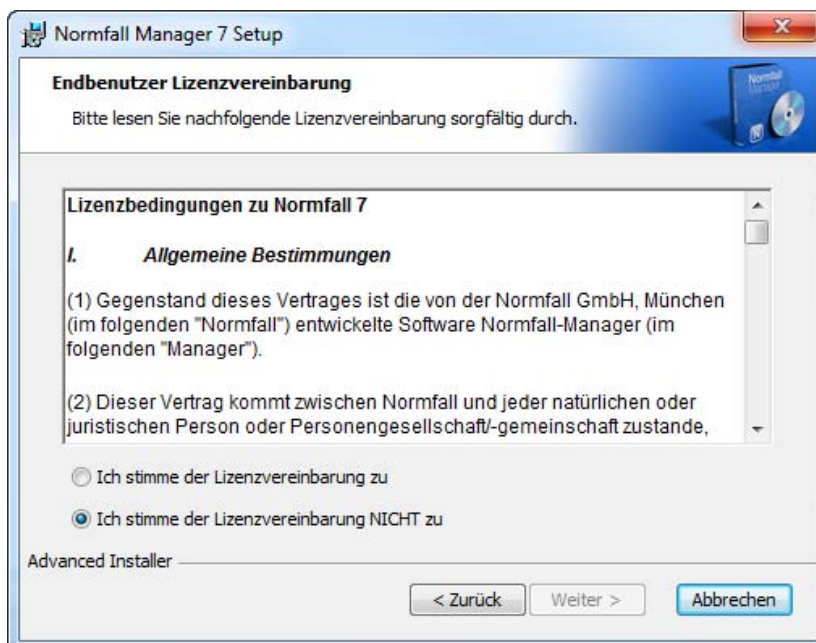 Normfall Manager 7 Setup
Endbenutzer Lizenzvereinbarung
Bitte lesen Sie nachfolgende Lizenzvereinbarung sorgfältig durch.
Normfall
Manager
Lizenzbedingungen zu Normfall 7
I. Allgemeine Bestimmungen
(1) Gegenstand dieses Vertrages ist die von der Normfall GmbH, München
(im folgenden "Normfall") entwickelte Software Normfall-Manager (im
folgenden "Manager").
(2) Dieser Vertrag kommt zwischen Normfall und jeder natürlichen oder
juristischen Person oder Personengesellschaft/-gemeinschaft zustande,
Ich stimme der Lizenzvereinbarung zu
Ich stimme der Lizenzvereinbarung NICHT zu
Advanced Installer
< Zurück
Weiter >
Abbrechen